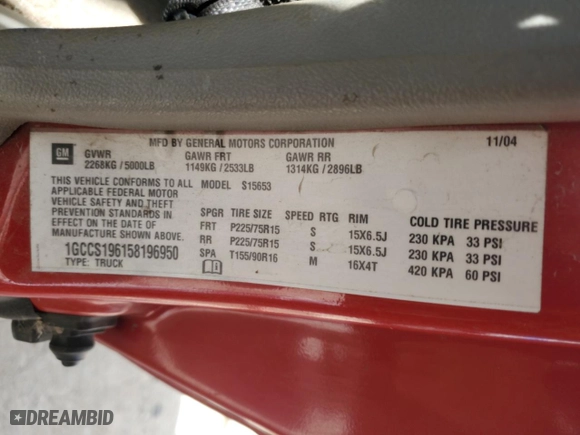 MFD BY GENERAL MOTORS CORPORATION 11/04
GM GVWR GAWR FRT GAWR RR
2268KG / 5000LB 1149KG / 2533LB 1314KG / 2896LB
THIS VEHICLE CONFORMS TO ALL MODEL S15653
APPLICABLE FEDERAL MOTOR
VEHICLE SAFETY AND THEFT
PREVENTION STANDARDS IN
EFFECT ON THE DATE OF
MANUFACTURE SHOWN ABOVE.
1GCCS196158196950
TYPE: TRUCK
SPGR TIRE SIZE SPEED RTG RIM COLD TIRE PRESSURE
FRT P225/75R15 S 15X6.5J 230 KPA 33 PSI
RR P225/75R15 S 15X6.5J 230 KPA 33 PSI
SPA T155/90R16 M 16X4T 420 KPA 60 PSI
DREAMBID